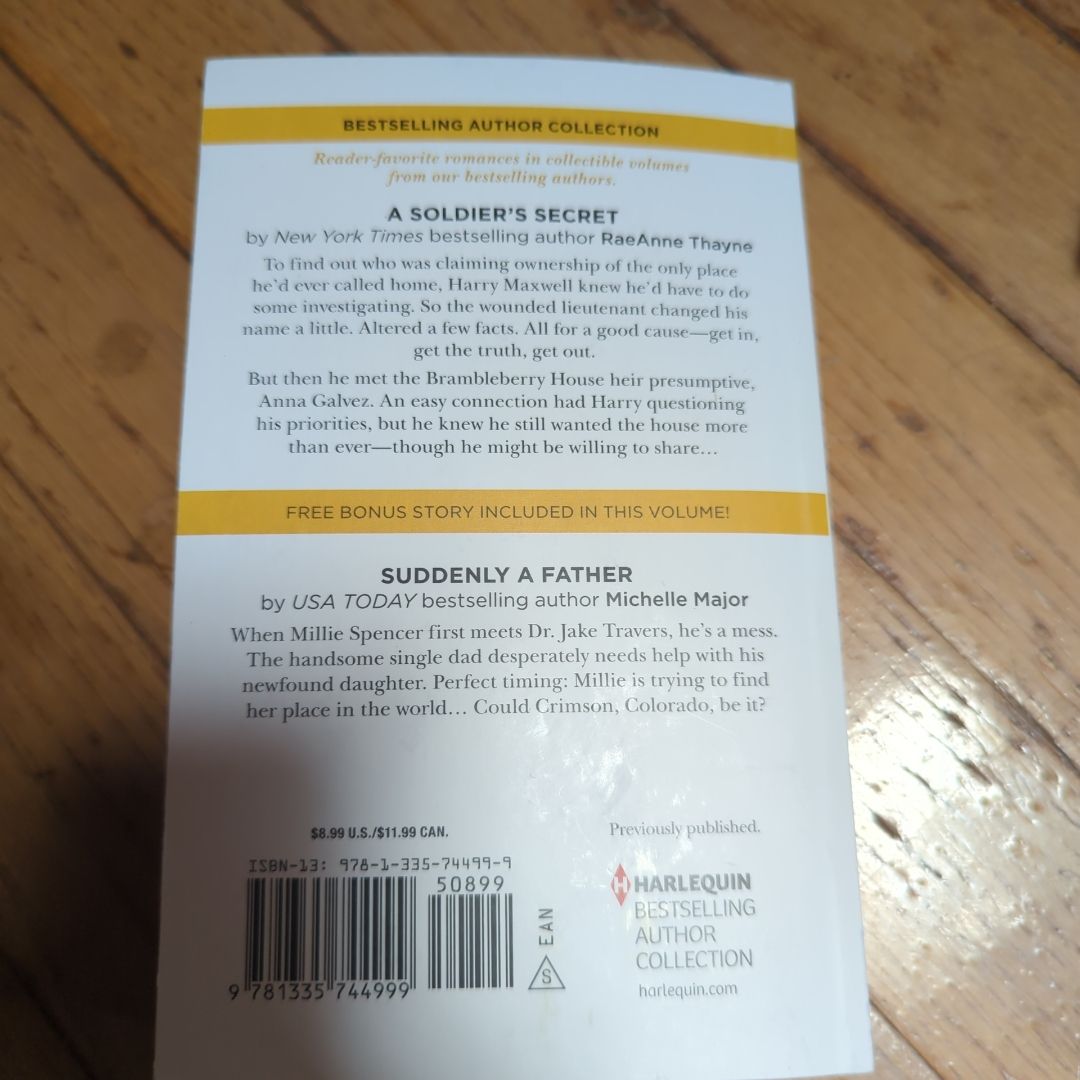 BESTSELLING AUTHOR COLLECTION
Reader-favorite romances in collectible volumes
from our bestselling authors.
A SOLDIER'S SECRET
by New York Times bestselling author RaeAnne Thayne
To find out who was claiming ownership of the only place
he'd ever called home, Harry Maxwell knew he'd have to do
some investigating. So the wounded lieutenant changed his
name a little. Altered a few facts. All for a good cause—get in,
get the truth, get out.
But then he met the Brambleberry House heir presumptive,
Anna Galvez. An easy connection had Harry questioning
his priorities, but he knew he still wanted the house more
than ever—though he might be willing to share...
FREE BONUS STORY INCLUDED IN THIS VOLUME!
SUDDENLY A FATHER
by USA TODAY bestselling author Michelle Major
When Millie Spencer first meets Dr. Jake Travers, he's a mess.
The handsome single dad desperately needs help with his
newfound daughter. Perfect timing: Millie is trying to find
her place in the world... Could Crimson, Colorado, be it?
$8.99 U.S./$11.99 CAN.
ISBN-13: 978-1-335-74499-9
50899
9 781335 744999
EAN
S
Previously published.
H HARLEQUIN
BESTSELLING
AUTHOR
COLLECTION
harlequin.com